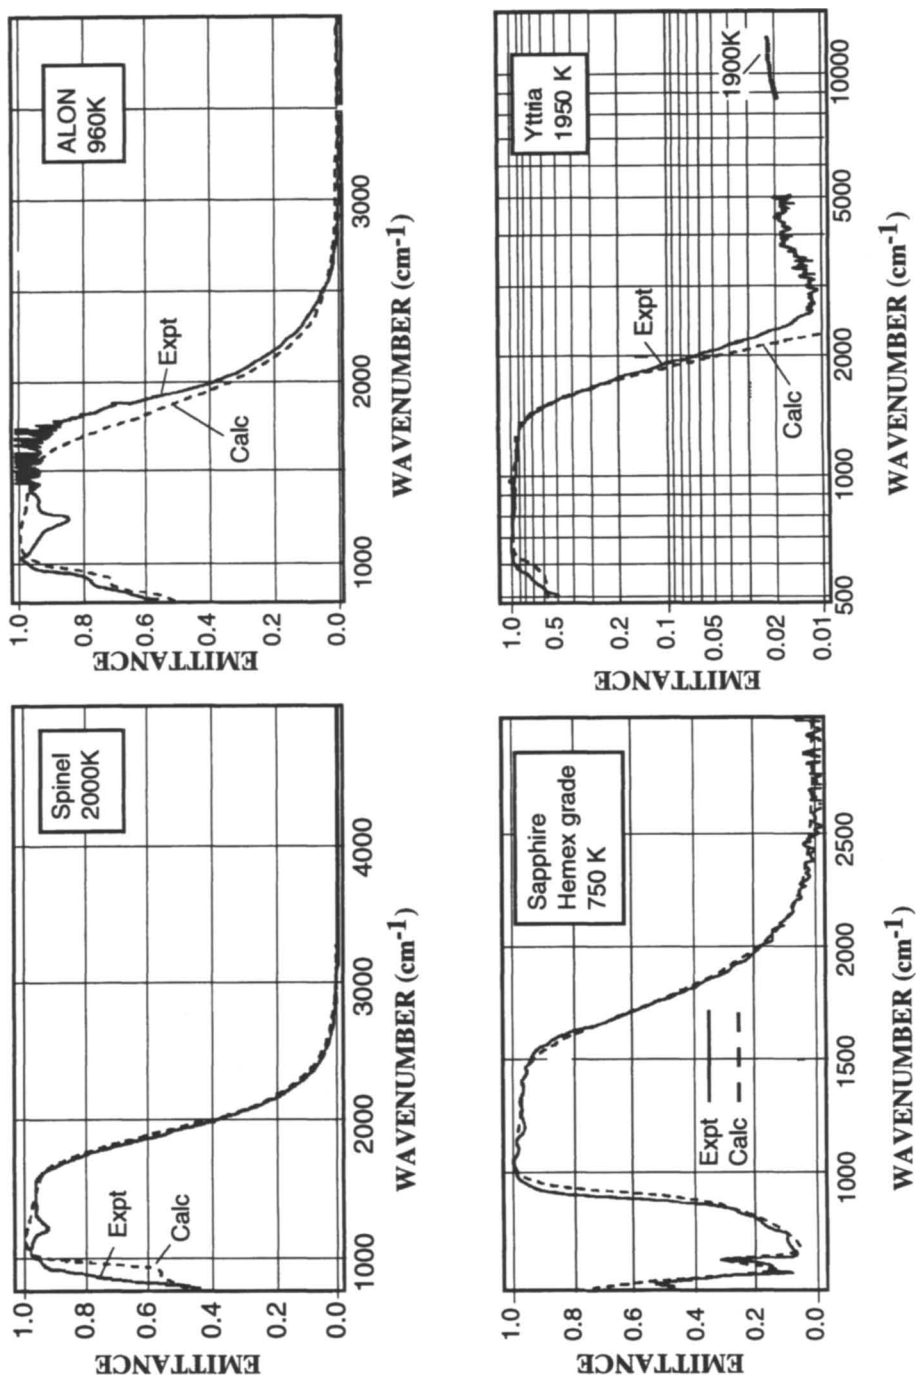 Spinel
2000K
Expt
Calc
EMITTANCE
1.0
0.8
0.6
0.4
0.2
0.0
1000
2000
3000
4000
WAVENUMBER (cm-1)
ALON
960K
Expt
Calc
EMITTANCE
1.0
0.8
0.6
0.4
0.2
0.0
1000
2000
3000
WAVENUMBER (cm-1)
Sapphire
Hemex grade
750 K
Expt
Calc
EMITTANCE
1.0
0.8
0.6
0.4
0.2
0.0
1000
1500
2000
2500
WAVENUMBER (cm-1)
Yttria
1950 K
1900K
Expt
Calc
EMITTANCE
1.0
0.5
0.2
0.1
0.05
0.02
0.01
500
1000
2000
5000
10000
WAVENUMBER (cm-1)